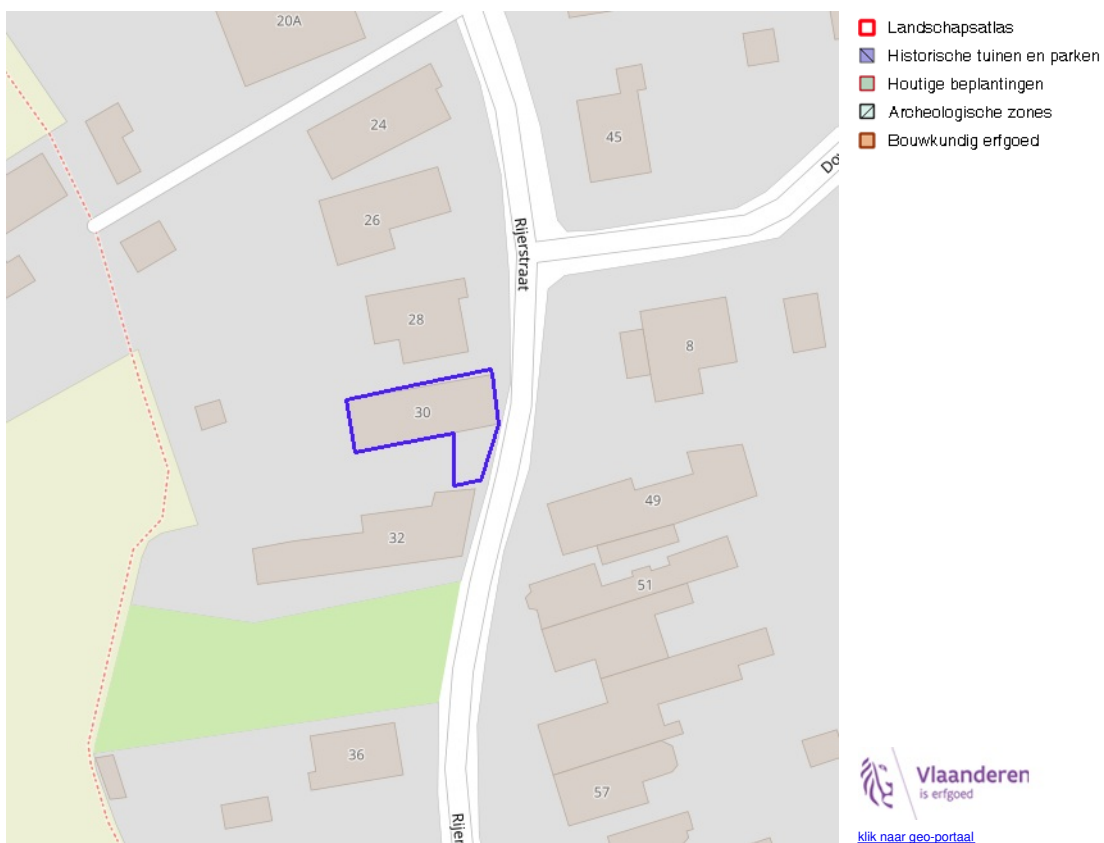 20A
24
45
26
Rijerstraat
28
8
30
49
32
51
36
57
Landschapsatlas
Historische tuinen en parken
Houtige beplantingen
Archeologische zones
Bouwkundig erfgoed
Vlaanderen
is erfgoed
klik naar geo-portaal